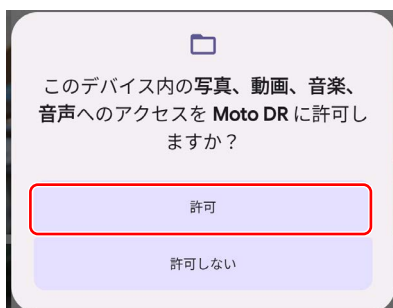 このデバイス内の写真、動画、音楽、
音声へのアクセスを Moto DR に許可し
ますか？
許可
許可しない